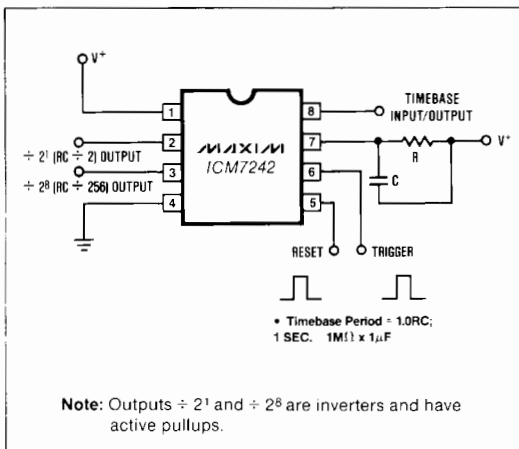 V⁺
1
2
3
4
8
7
6
5
MAXIM
ICM7242
÷ 2¹ (RC ÷ 2) OUTPUT
÷ 2⁸ (RC ÷ 256) OUTPUT
TIMEBASE
INPUT/OUTPUT
V⁺
R
C
RESET
TRIGGER
• Timebase Period = 1.0RC;
1 SEC. 1MΩ x 1μF
Note: Outputs ÷ 2¹ and ÷ 2⁸ are inverters and have
active pullups.